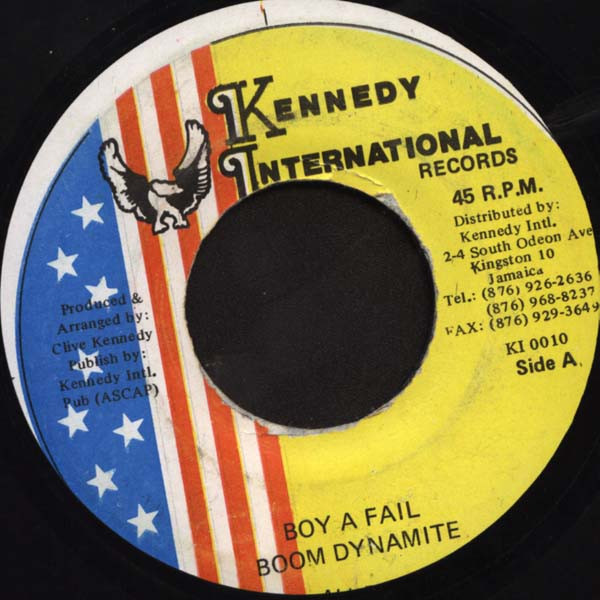 KENNEDY
INTERNATIONAL
RECORDS
45 R.P.M.
Distributed by:
Kennedy Intl.
2-4 South Odeon Ave
Kingston 10
Jamaica
Tel.: (876) 926-2636
(876) 968-8237
FAX: (876) 929-3649
KI 0010
Side A
Produced &
Arranged by:
Clive Kennedy
Publish by:
Kennedy Intl.
Pub (ASCAP)
BOY A FAIL
BOOM DYNAMITE